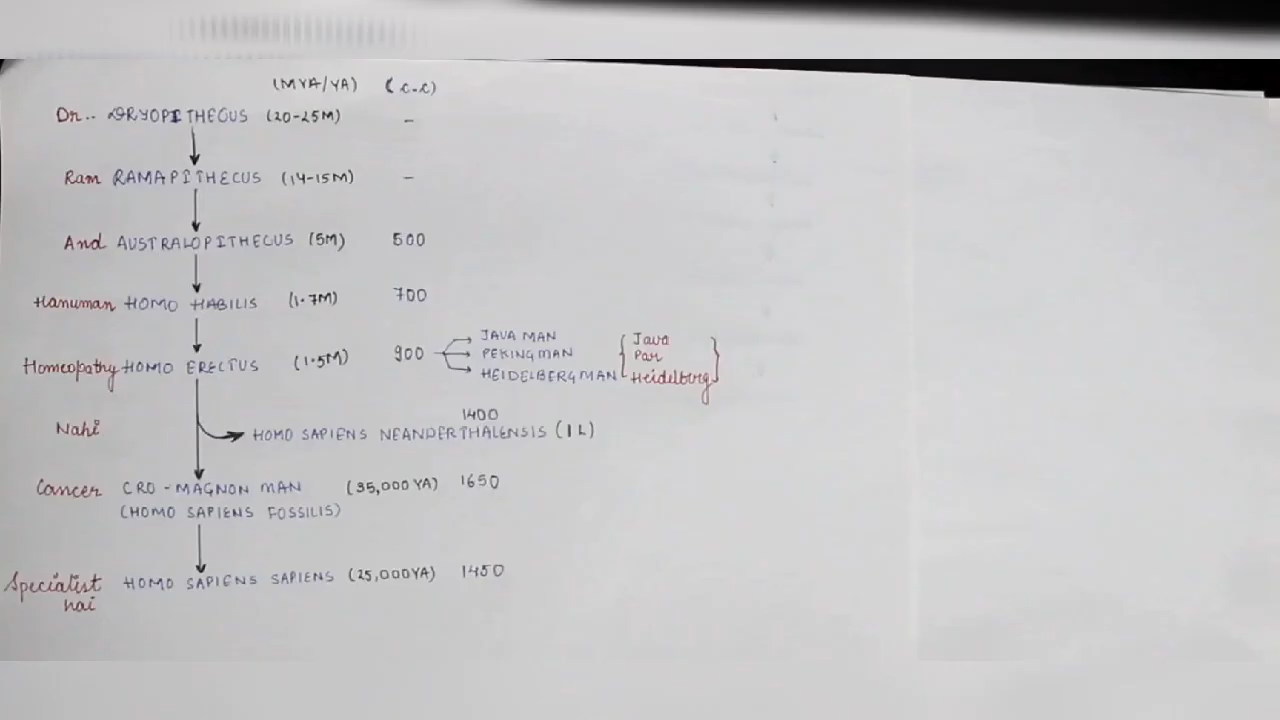 (MYA/YA) (C.C)
Dr.. DRYOPITHECUS (20-25M) –
Ram RAMAPITHECUS (14-15M) –
And AUSTRALOPITHECUS (5M) 500
Hanuman HOMO HABILIS (1.7M) 700
Homeopathy HOMO ERECTUS (1.5M) 900
JAVA MAN
PEKING MAN
HEIDELBERG MAN
Java
Par
Heidelberg
Nahi
1400
HOMO SAPIENS NEANDERTHALENSIS (1L)
Cancer CRO-MAGNON MAN (35,000 YA) 1650
(HOMO SAPIENS FOSSILIS)
Specialist HOMO SAPIENS SAPIENS (25,000YA) 1450
hai